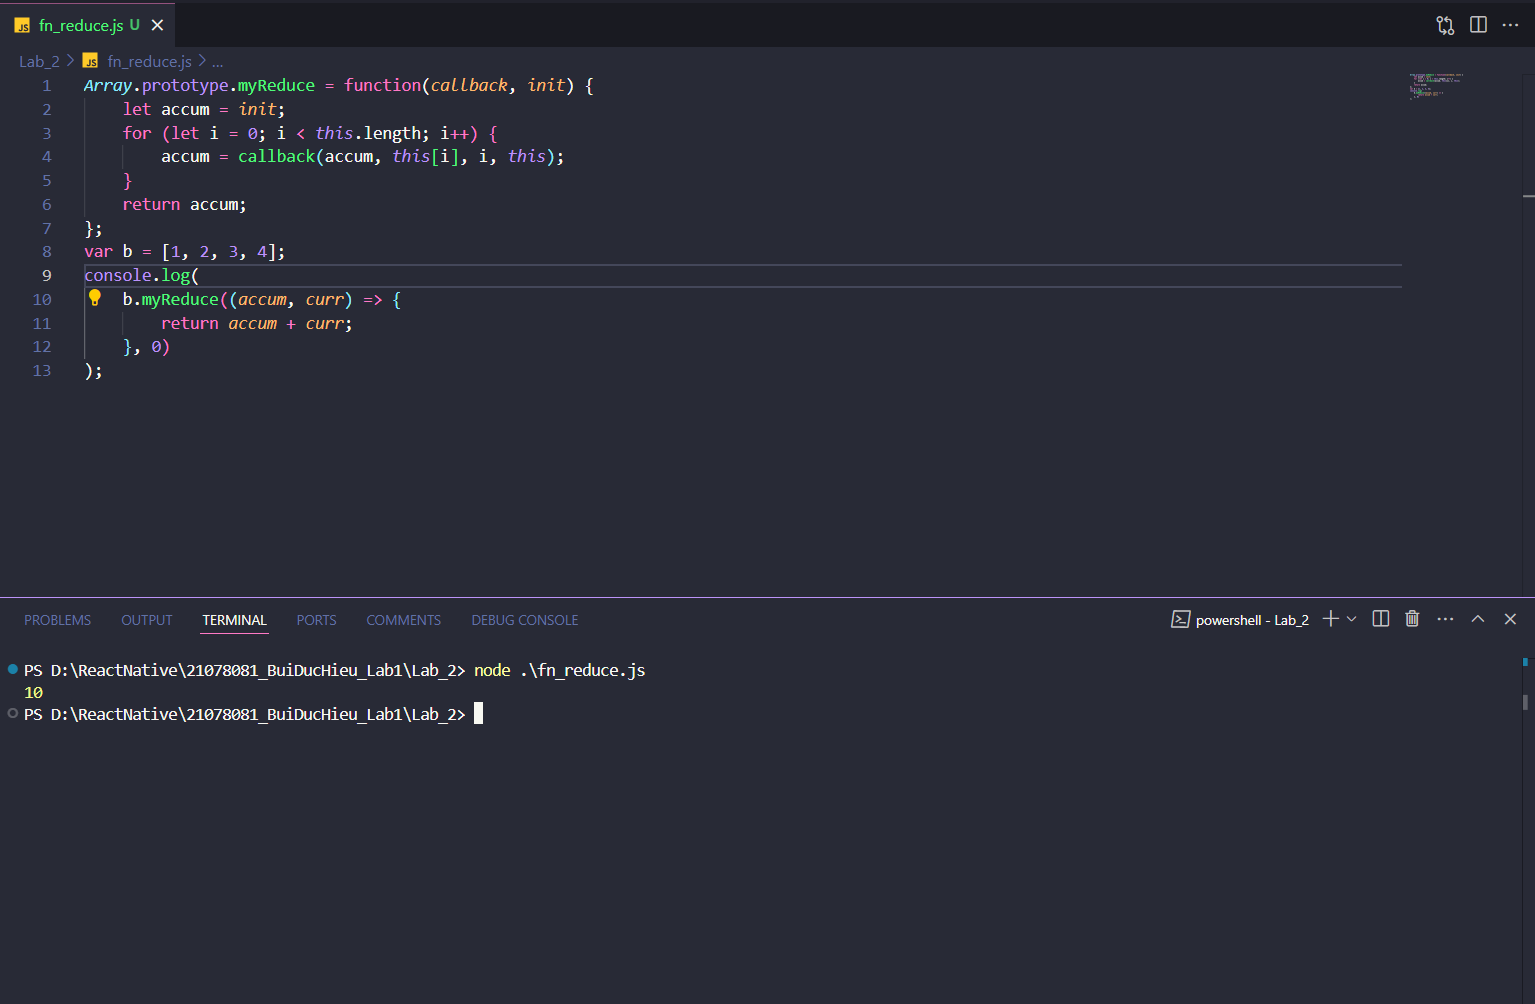 JS fn_reduce.js U
Lab_2 > JS fn_reduce.js > ...
1 Array.prototype.myReduce = function(callback, init) {
2     let accum = init;
3     for (let i = 0; i < this.length; i++) {
4         accum = callback(accum, this[i], i, this);
5     }
6     return accum;
7 };
8 var b = [1, 2, 3, 4];
9 console.log(
10     b.myReduce((accum, curr) => {
11         return accum + curr;
12     }, 0)
13 );
PROBLEMS OUTPUT TERMINAL PORTS COMMENTS DEBUG CONSOLE powershell - Lab_2
PS D:\ReactNative\21078081_BuiDucHieu_Lab1\Lab_2> node .\fn_reduce.js
10
PS D:\ReactNative\21078081_BuiDucHieu_Lab1\Lab_2>